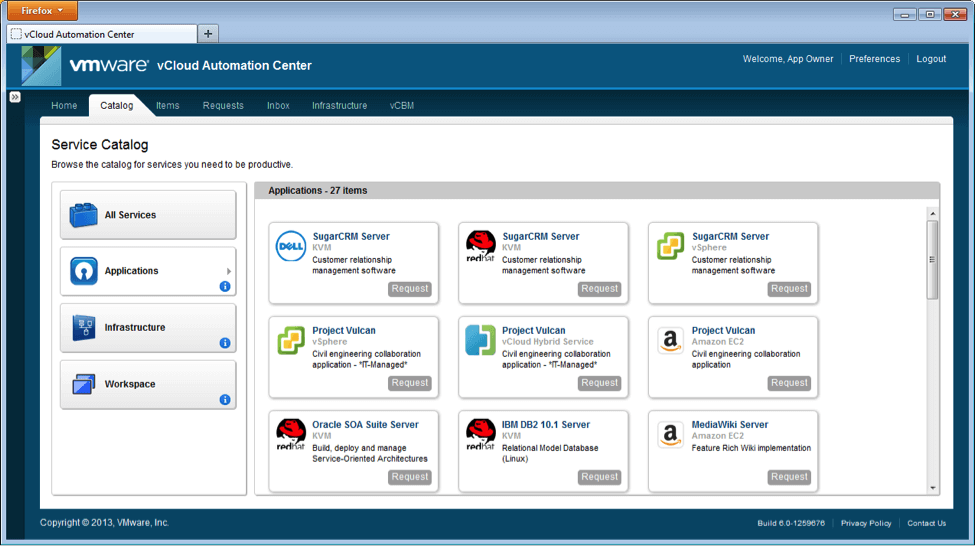 Firefox
vCloud Automation Center
vmware® vCloud Automation Center
Welcome, App Owner
Preferences
Logout
Home
Catalog
Items
Requests
Inbox
Infrastructure
vCBM
Service Catalog
Browse the catalog for services you need to be productive.
All Services
Applications
Infrastructure
Workspace
Applications - 27 items
DELL
SugarCRM Server
KVM
Customer relationship
management software
Request
redhat
SugarCRM Server
KVM
Customer relationship
management software
Request
SugarCRM Server
vSphere
Customer relationship
management software
Request
Project Vulcan
vSphere
Civil engineering collaboration
application - *IT-Managed*
Request
Project Vulcan
vCloud Hybrid Service
Civil engineering collaboration
application - *IT-Managed*
Request
a
Project Vulcan
Amazon EC2
Civil engineering collaboration
application
Request
redhat
Oracle SOA Suite Server
KVM
Build, deploy and manage
Service-Oriented Architectures
Request
redhat
IBM DB2 10.1 Server
KVM
Relational Model Database
(Linux)
Request
a
MediaWiki Server
Amazon EC2
Feature Rich Wiki implementation
Request
Copyright © 2013, VMware, Inc.
Build 6.0-1259676
Privacy Policy
Contact Us